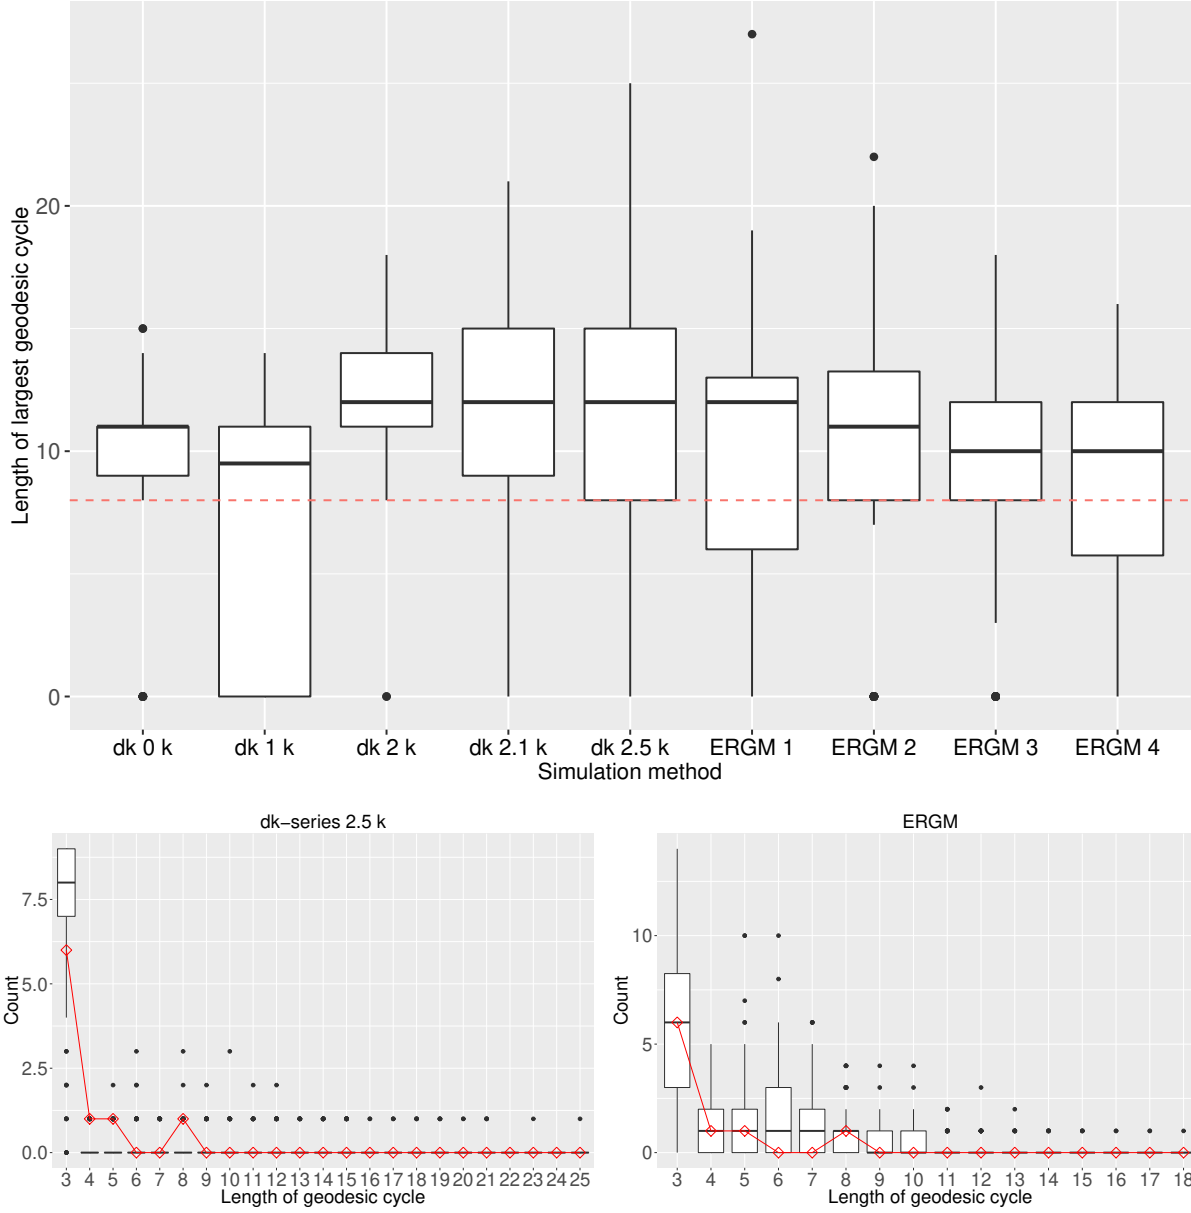 Length of largest geodesic cycle
20
10
0
dk 0 k dk 1 k dk 2 k dk 2.1 k dk 2.5 k ERGM 1 ERGM 2 ERGM 3 ERGM 4
Simulation method
dk−series 2.5 k
Count
7.5
5.0
2.5
0.0
3 4 5 6 7 8 9 10 11 12 13 14 15 16 17 18 19 20 21 22 23 24 25
Length of geodesic cycle
ERGM
Count
10
5
0
3 4 5 6 7 8 9 10 11 12 13 14 15 16 17 18
Length of geodesic cycle